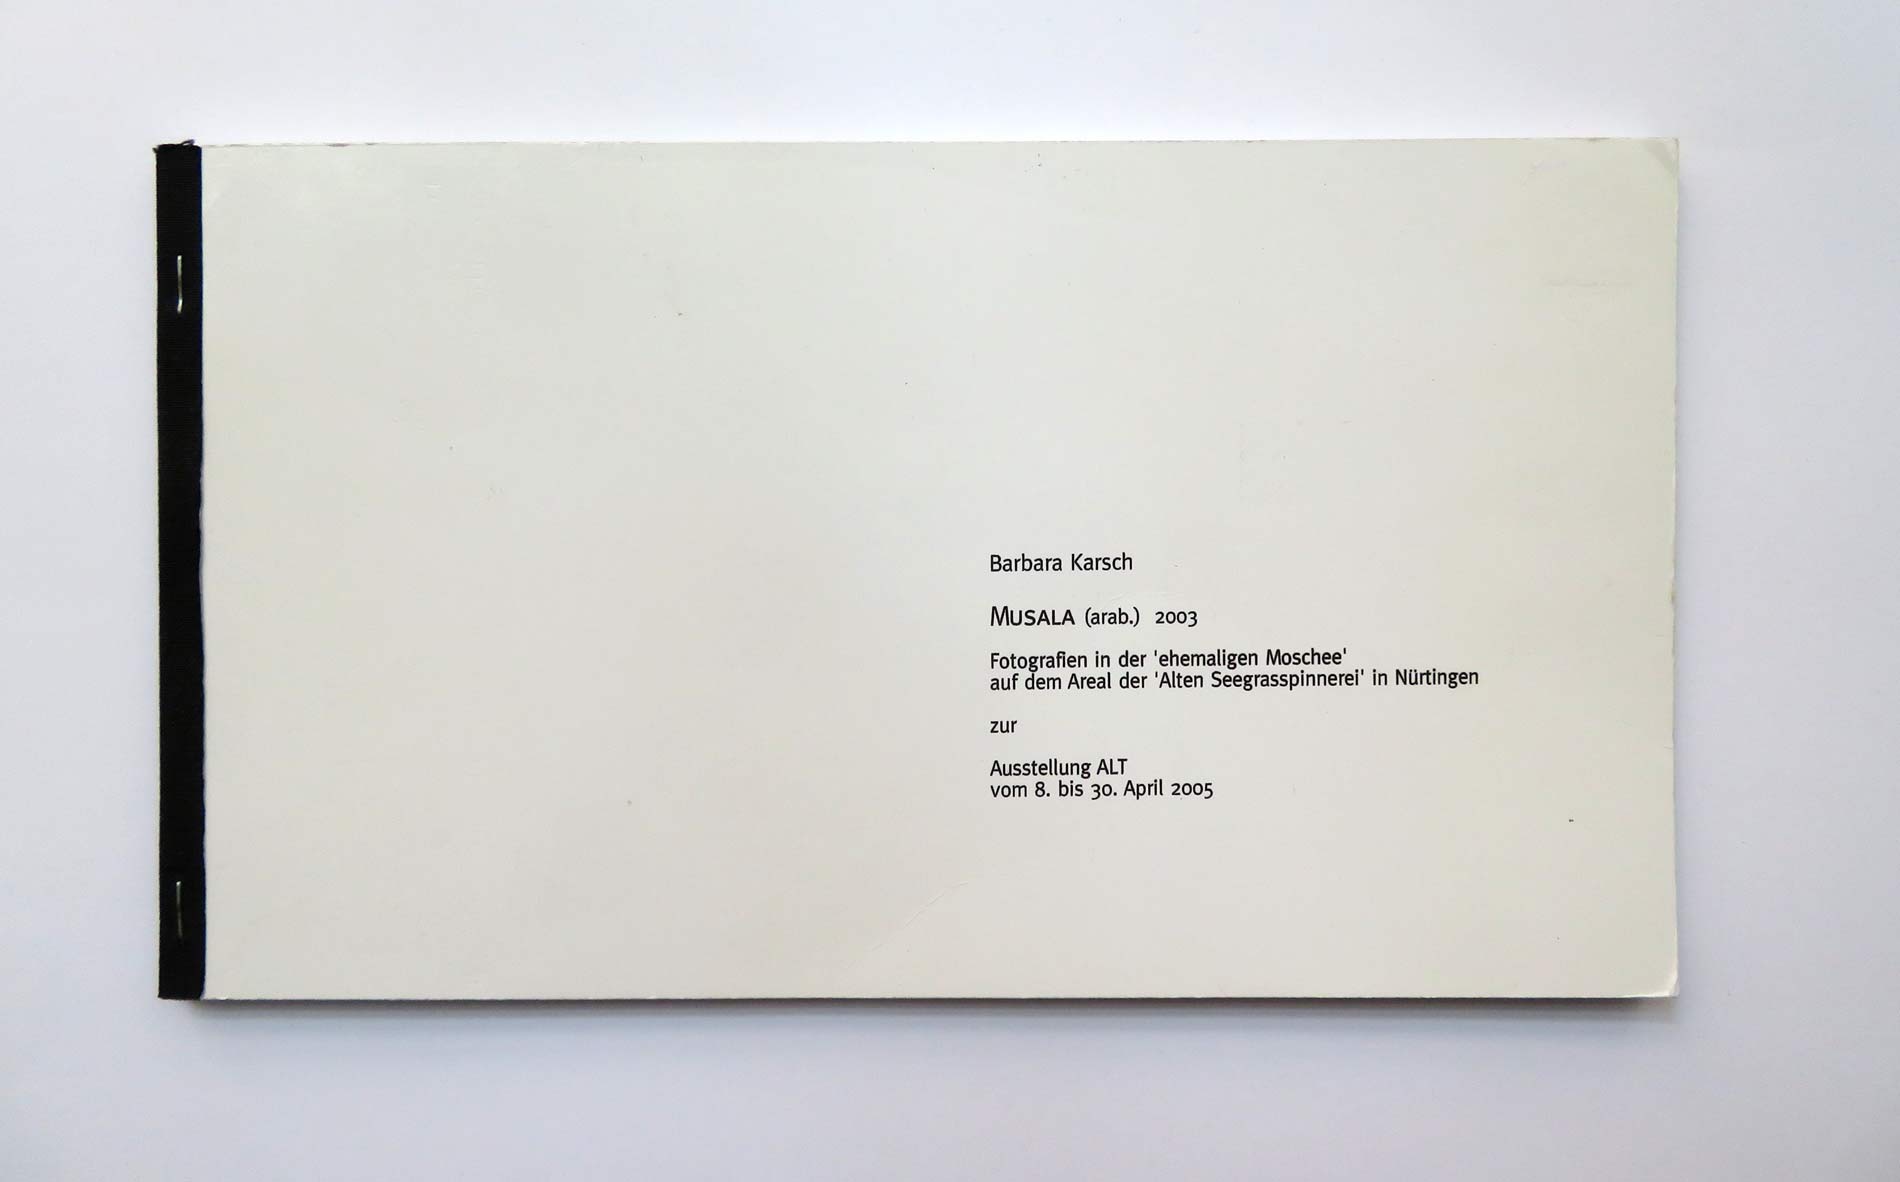 Barbara Karsch
MUSALA (arab.) 2003
Fotografien in der 'ehemaligen Moschee'
auf dem Areal der 'Alten Seegrasspinnerei' in Nürtingen
zur
Ausstellung ALT
vom 8. bis 30. April 2005